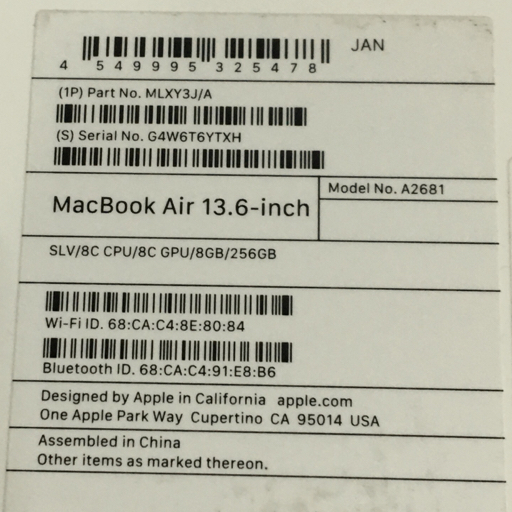 JAN
4 549995 325478
(1P) Part No. MLXY3J/A
(S) Serial No. G4W6T6YTXH
MacBook Air 13.6-inch
Model No. A2681
SLV/8C CPU/8C GPU/8GB/256GB
Wi-Fi ID. 68:CA:C4:8E:80:84
Bluetooth ID. 68:CA:C4:91:E8:B6
Designed by Apple in California apple.com
One Apple Park Way Cupertino CA 95014 USA
Assembled in China
Other items as marked thereon.